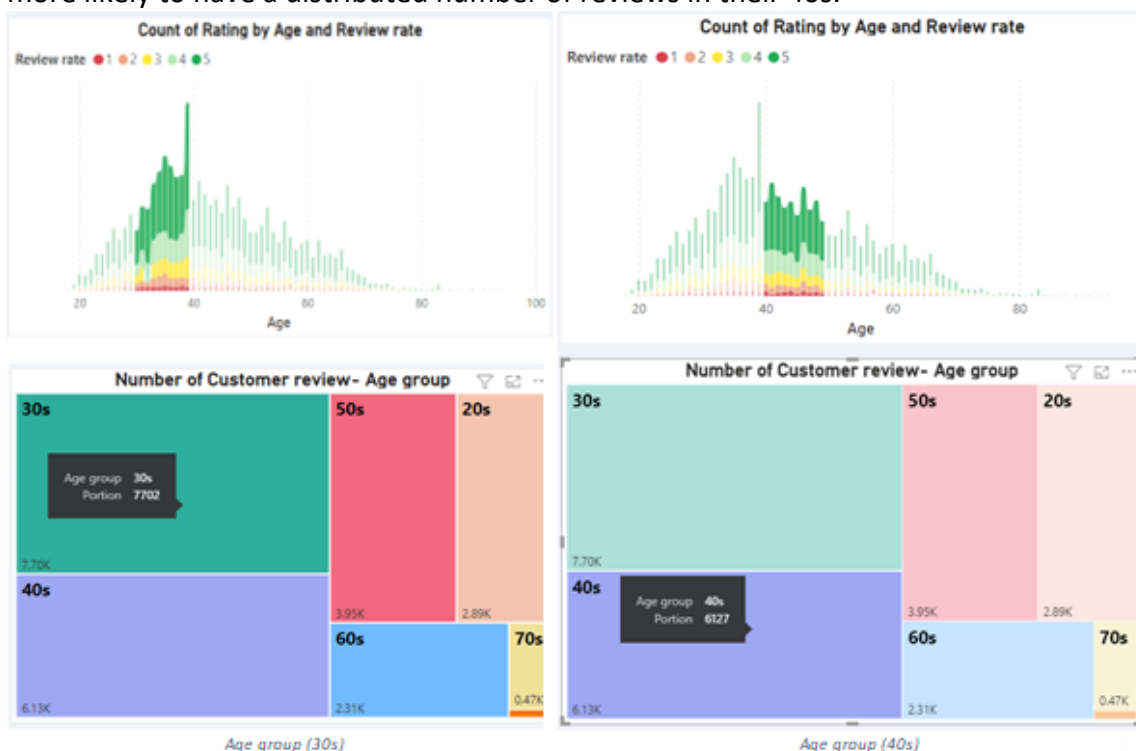 more likely to have a distributed number of reviews in their 40s.
Count of Rating by Age and Review rate
Review rate 1 2 3 4 5
20 40 60 80 100
Age
Count of Rating by Age and Review rate
Review rate 1 2 3 4 5
20 40 60 80
Age
Number of Customer review- Age group
30s 50s 20s
Age group 30s
Portion 7702
7.70K
40s
3.95K 2.89K
60s 70s
6.13K 2.31K 0.47K
Age group (30s)
Number of Customer review- Age group
30s 50s 20s
7.70K
40s
Age group 40s
Portion 6127
3.95K 2.89K
60s 70s
6.13K 2.31K 0.47K
Age group (40s)